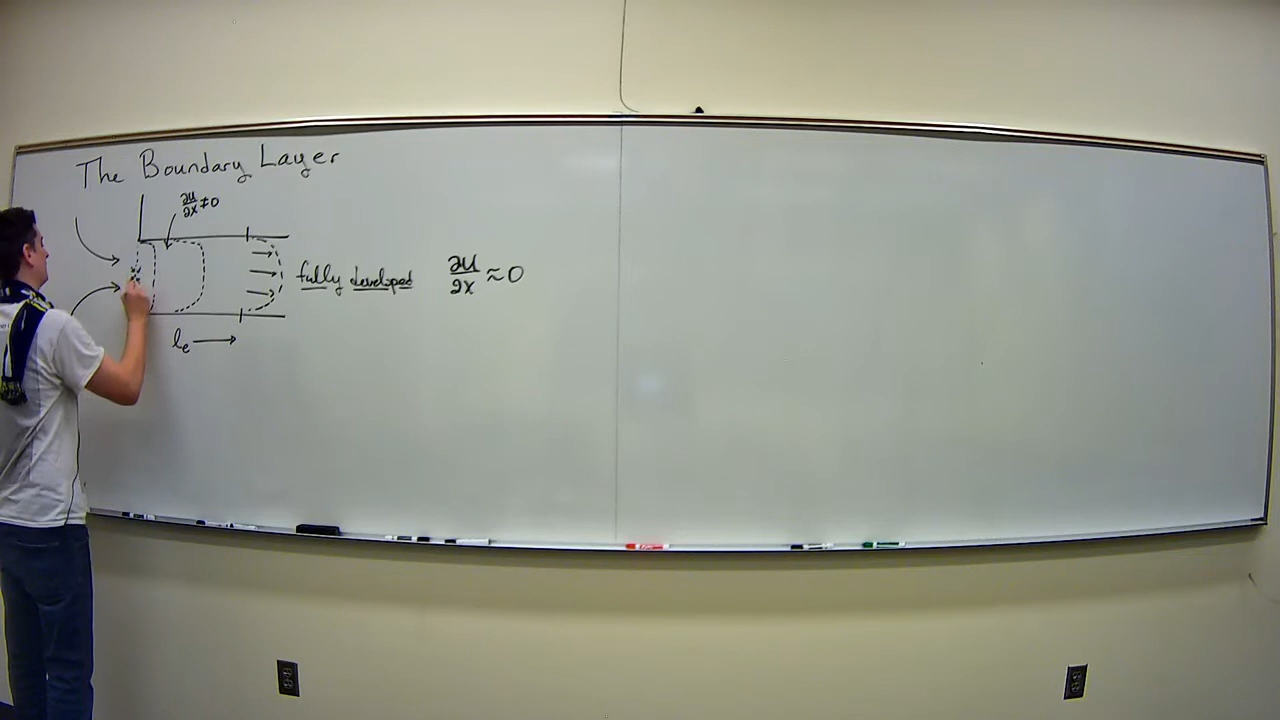 The Boundary Layer
∂u/∂x ≠ 0
fully developed ∂u/∂x ≈ 0
le